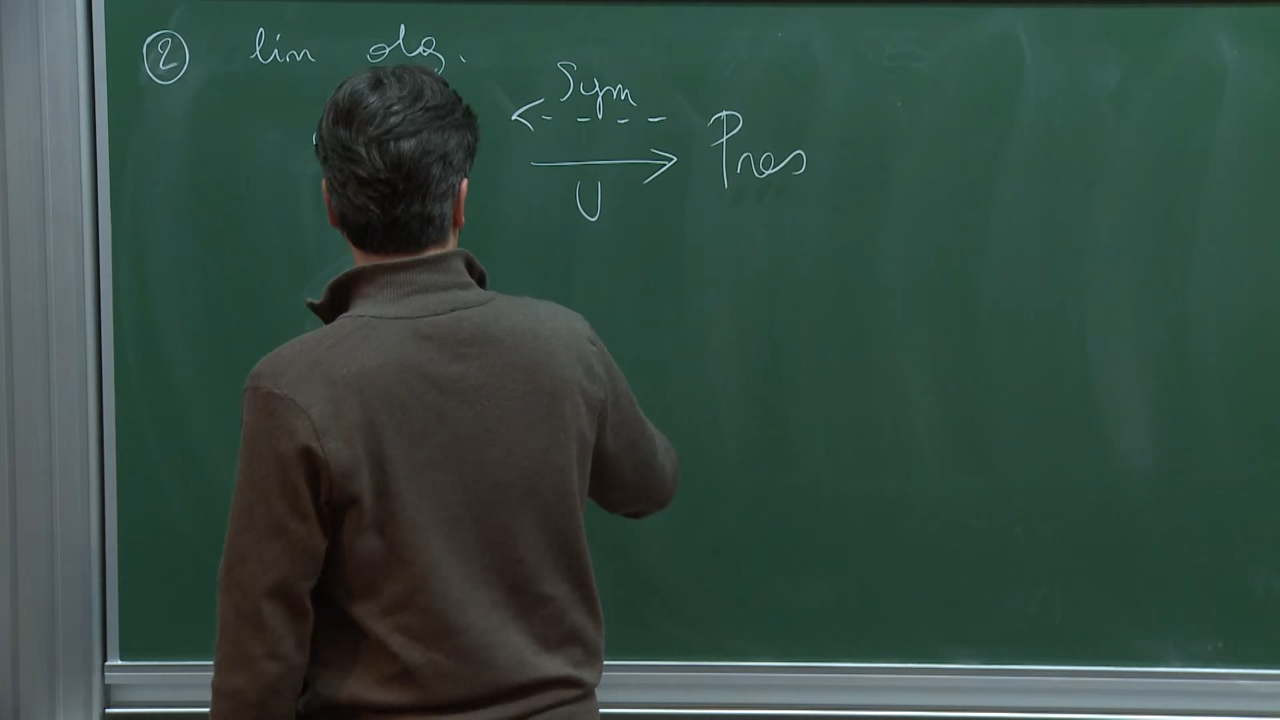 ② lin alg.
Sym
<- - - -
⟶ Pres
U